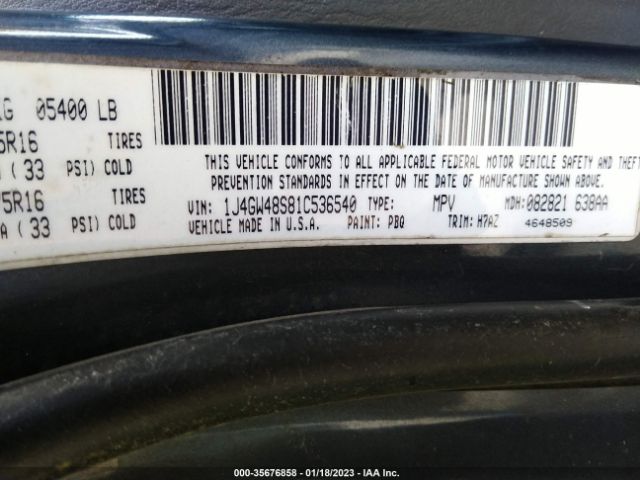 05400 LB
5R16 TIRES
(33 PSI) COLD
75R16 TIRES
A (33 PSI) COLD
THIS VEHICLE CONFORMS TO ALL APPLICABLE FEDERAL MOTOR VEHICLE SAFETY AND THEFT
PREVENTION STANDARDS IN EFFECT ON THE DATE OF MANUFACTURE SHOWN ABOVE.
VIN: 1J4GW48S81C536540 TYPE: MPV MDH: 082821 638AA
VEHICLE MADE IN U.S.A. PAINT: PBQ TRIM: H7AZ 4648509
000-35676858 - 01/18/2023 - IAA Inc.